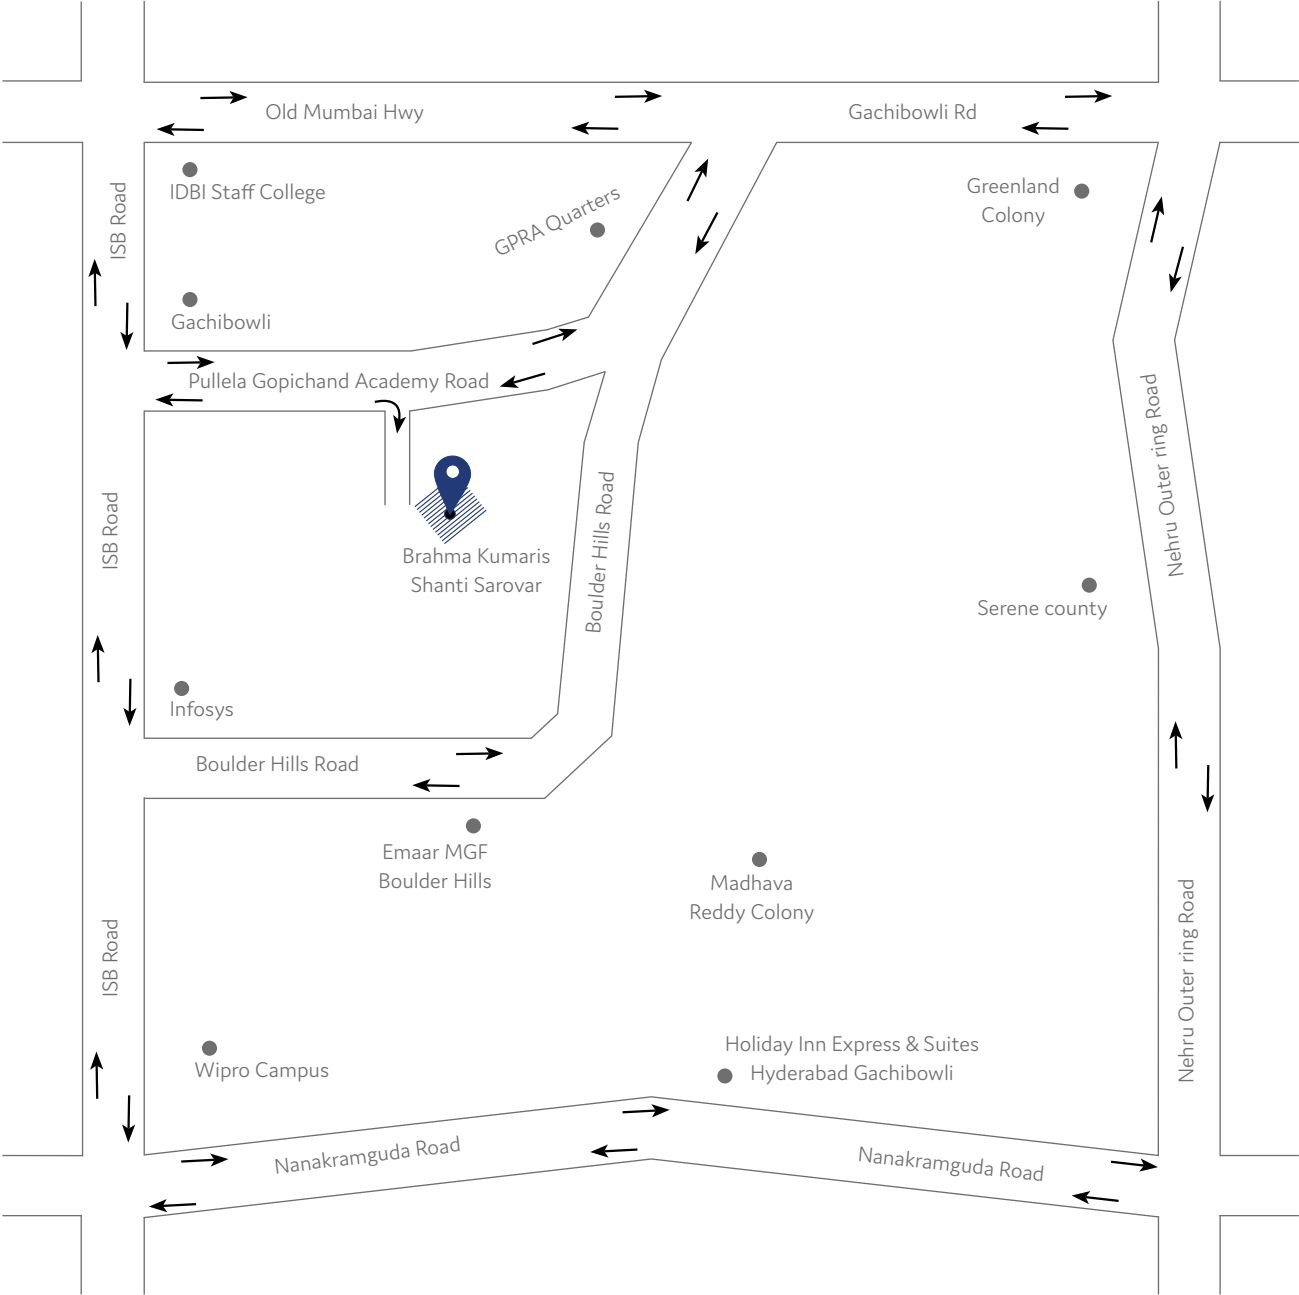 Old Mumbai Hwy
Gachibowli Rd
IDBI Staff College
ISB Road
GPRA Quarters
Greenland
Colony
Gachibowli
Pullela Gopichand Academy Road
Nehru Outer ring Road
ISB Road
Boulder Hills Road
Brahma Kumaris
Shanti Sarovar
Serene county
Infosys
Boulder Hills Road
Emaar MGF
Boulder Hills
Madhava
Reddy Colony
ISB Road
Nehru Outer ring Road
Wipro Campus
Holiday Inn Express & Suites
Hyderabad Gachibowli
Nanakramguda Road
Nanakramguda Road